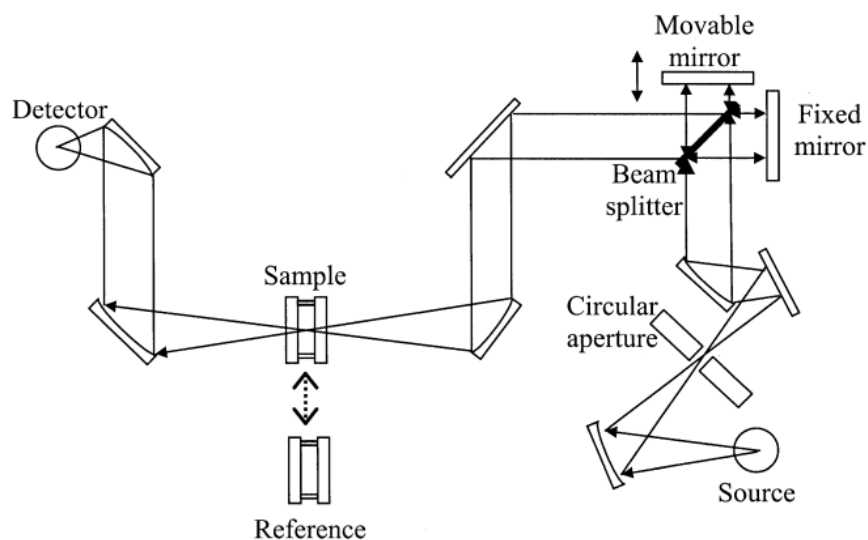 Movable
mirror
Detector
Fixed
mirror
Beam
splitter
Sample
Circular
aperture
Source
Reference